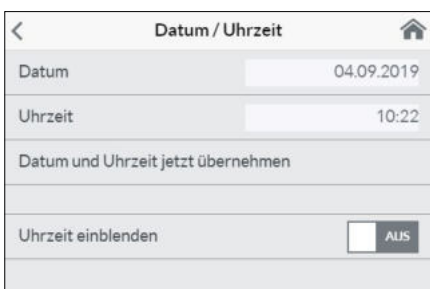 Datum / Uhrzeit
Datum 04.09.2019
Uhrzeit 10:22
Datum und Uhrzeit jetzt übernehmen
Uhrzeit einblenden AUS